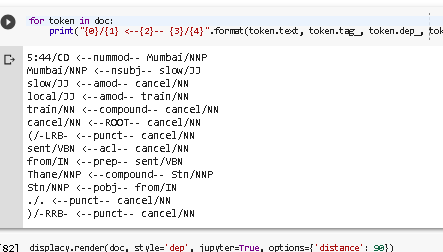 for token in doc:
print("{0}/{1} <--{2}-- {3}/{4}".format(token.text, token.tag_, token.dep_, token
5:44/CD <--nummod-- Mumbai/NNP
Mumbai/NNP <--nsubj-- slow/JJ
slow/JJ <--amod-- cancel/NN
local/JJ <--amod-- train/NN
train/NN <--compound-- cancel/NN
cancel/NN <--ROOT-- cancel/NN
(/-LRB- <--punct-- cancel/NN
sent/VBN <--acl-- cancel/NN
from/IN <--prep-- sent/VBN
Thane/NNP <--compound-- Stn/NNP
Stn/NNP <--pobj-- from/IN
./. <--punct-- cancel/NN
)/-RRB- <--punct-- cancel/NN
[82] displacy.render(doc, style='dep', jupyter=True, options={'distance': 90})